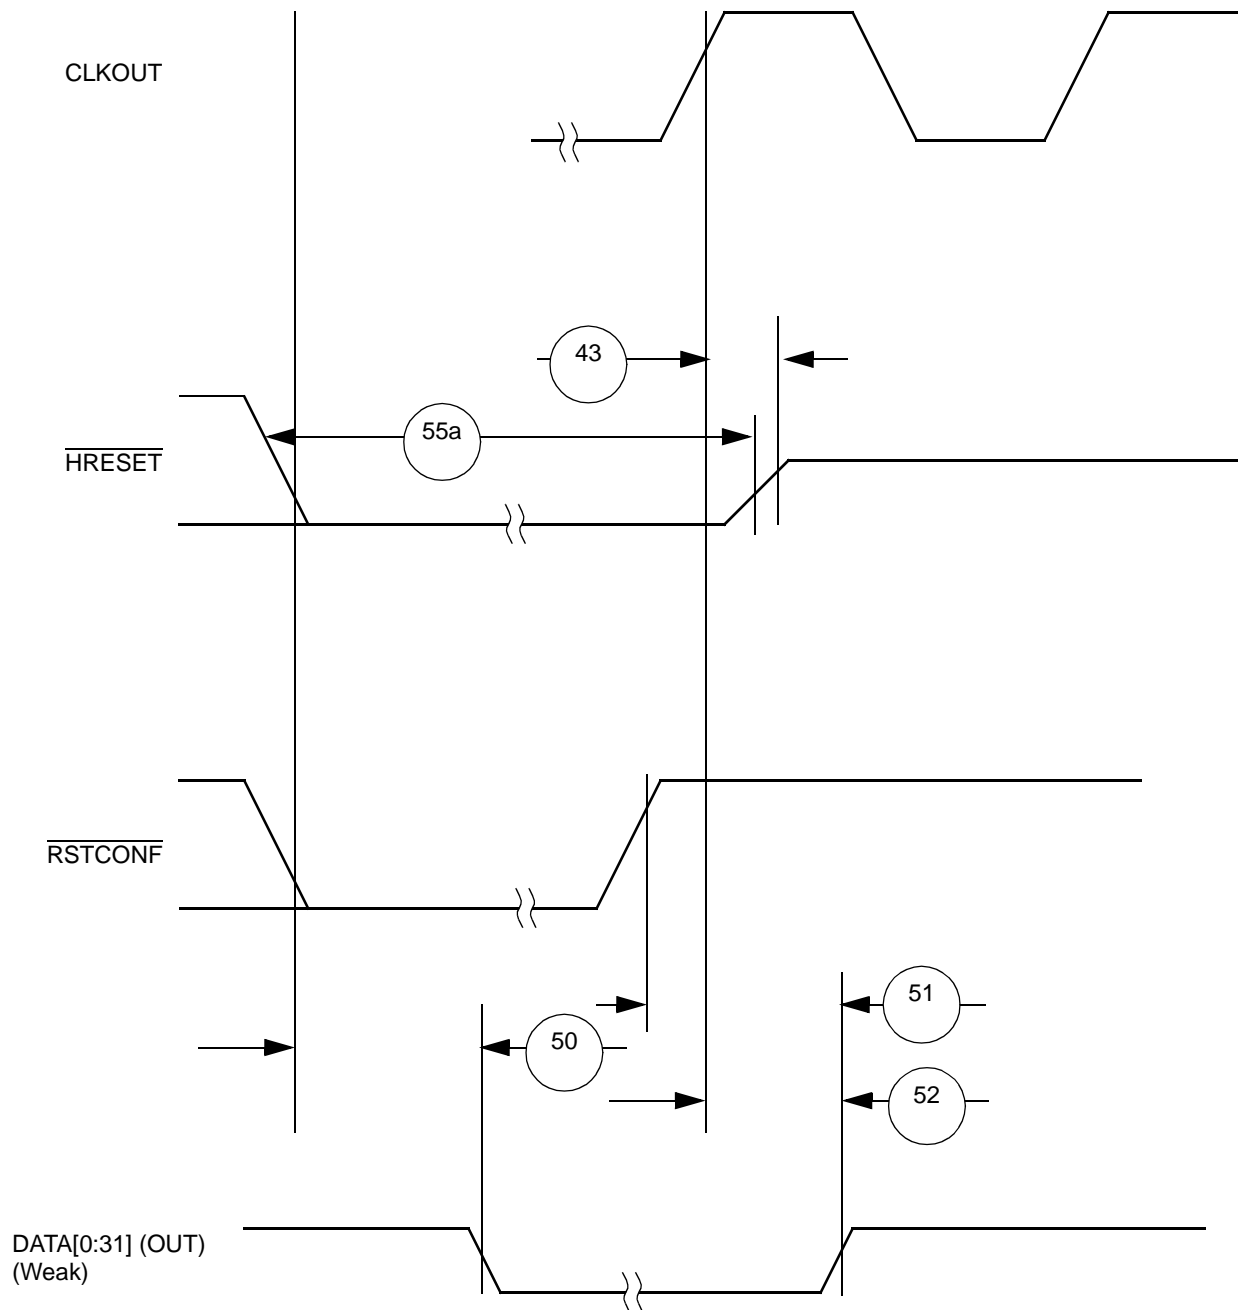 CLKOUT
43
55a
HRESET
RSTCONF
51
50
52
DATA[0:31] (OUT)
(Weak)